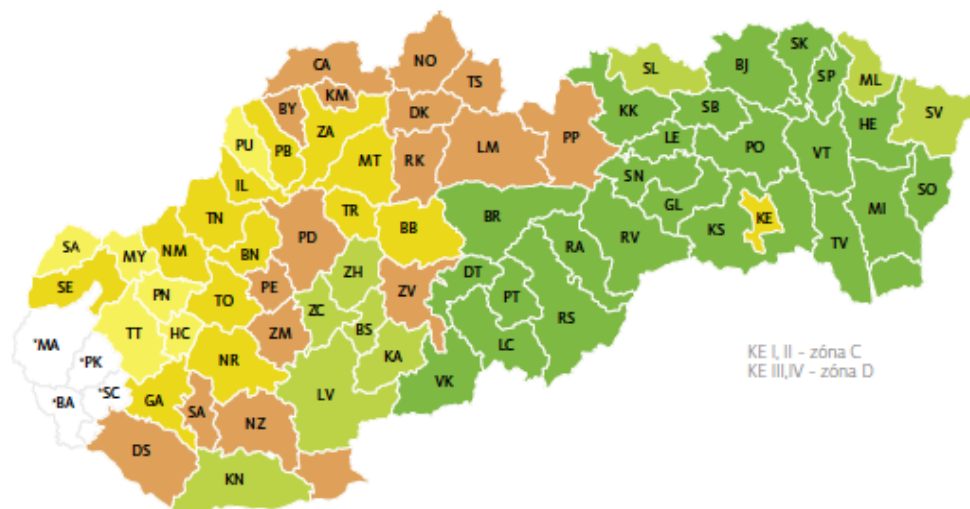 CA
NO
TS
BY
KM
DK
ZA
PU
PB
MT
RK
LM
PP
IL
SL
BJ
SK
SP
ML
SV
KK
SB
HE
LE
PO
VT
SN
GL
KS
KE
MI
SO
TV
TN
TR
BB
BR
RA
RV
SA
MY
NM
BN
PD
SE
PN
TO
PE
ZH
ZV
DT
PT
RS
TT
HC
ZM
ZC
BS
LC
*MA
*PK
NR
KA
VK
*BA
*SC
GA
SA
NZ
LV
DS
KN
KE I, II - zóna C
KE III,IV - zóna D